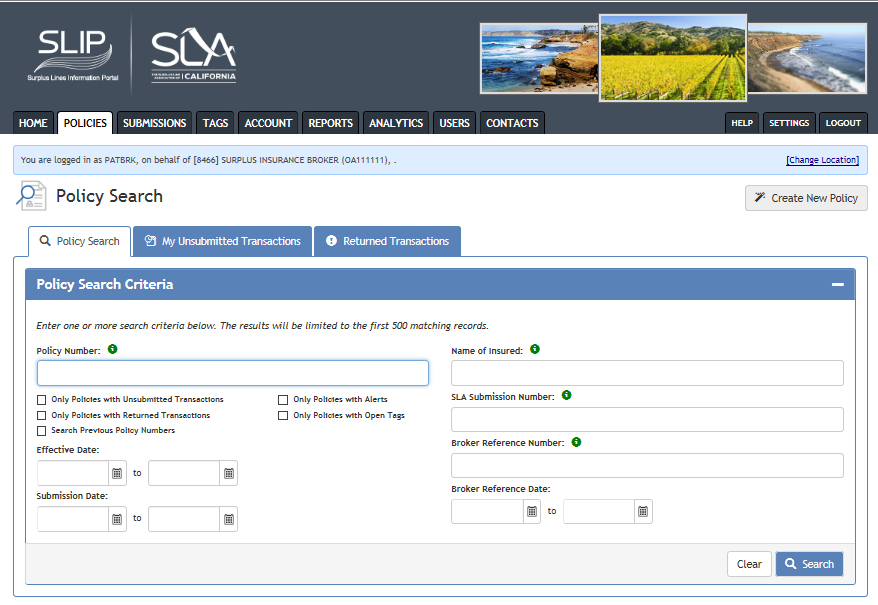 SLIP
Surplus Lines Information Portal
SLA
THE SURPLUS LINE ASSOCIATION OF CALIFORNIA
HOME POLICIES SUBMISSIONS TAGS ACCOUNT REPORTS ANALYTICS USERS CONTACTS HELP SETTINGS LOGOUT
You are logged in as PATBRK, on behalf of [8466] SURPLUS INSURANCE BROKER (OA111111), . [Change Location]
Policy Search
Create New Policy
Policy Search My Unsubmitted Transactions Returned Transactions
Policy Search Criteria
Enter one or more search criteria below. The results will be limited to the first 500 matching records.
Policy Number:
Only Policies with Unsubmitted Transactions Only Policies with Alerts
Only Policies with Returned Transactions Only Policies with Open Tags
Search Previous Policy Numbers
Effective Date:
to
Submission Date:
to
Name of Insured:
SLA Submission Number:
Broker Reference Number:
Broker Reference Date:
to
Clear Search